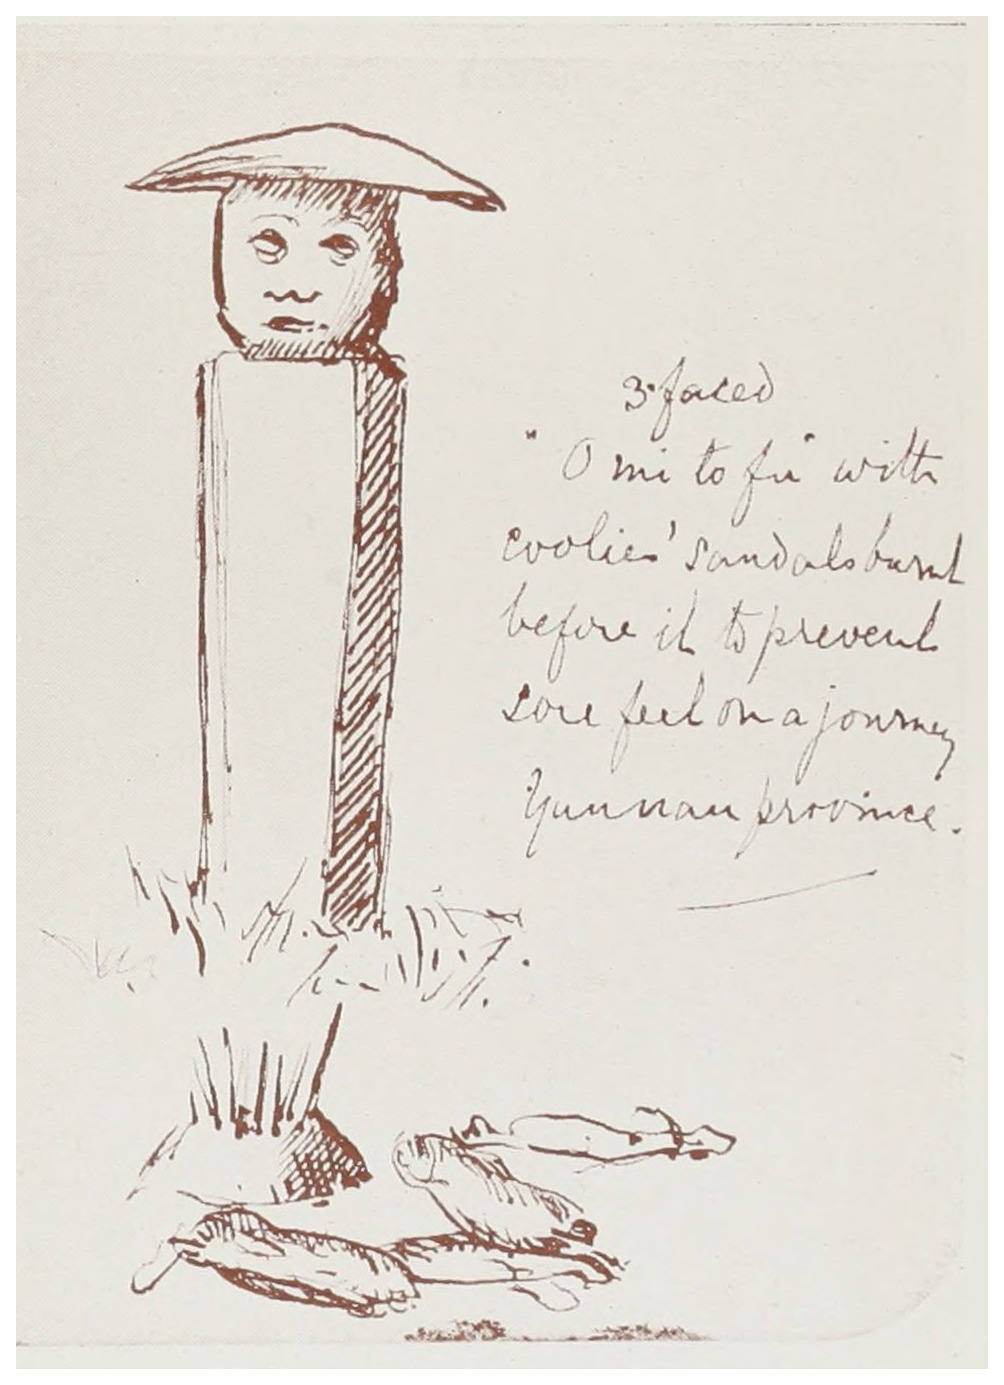 3-faced
"O mi to fu" with
coolies' sandals burnt
before it to prevent
sore feet on a journey
Yunnan province.